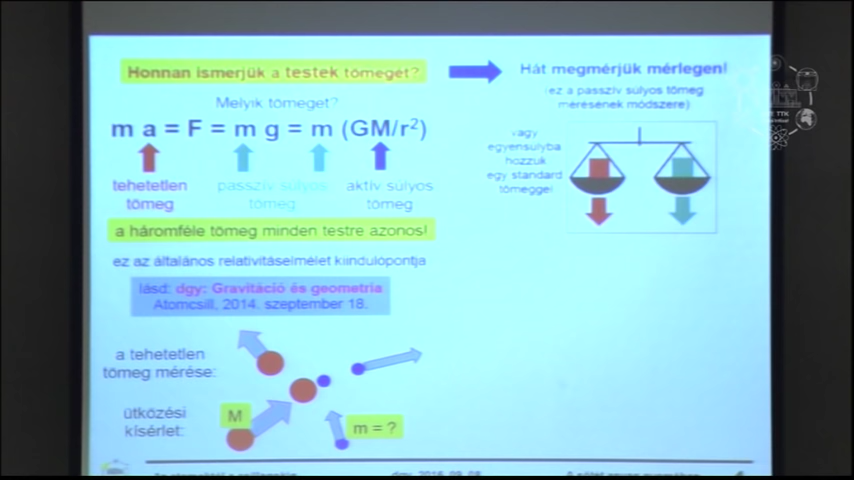 Honnan ismerjük a testek tömegét?
Hát megmérjük mérlegen!
(ez a passzív súlyos tömeg
mérésének módszere)
Melyik tömeget?
m a = F = m g = m (GM/r²)
tehetetlen
tömeg
passzív súlyos
tömeg
aktív súlyos
tömeg
vagy
egyensúlyba
hozzuk
egy standard
tömeggel
a háromféle tömeg minden testre azonos!
ez az általános relativitáselmélet kiindulópontja
lásd: dgy: Gravitáció és geometria
Atomcsill, 2014. szeptember 18.
a tehetetlen
tömeg mérése:
ütközési
kísérlet:
M
m = ?